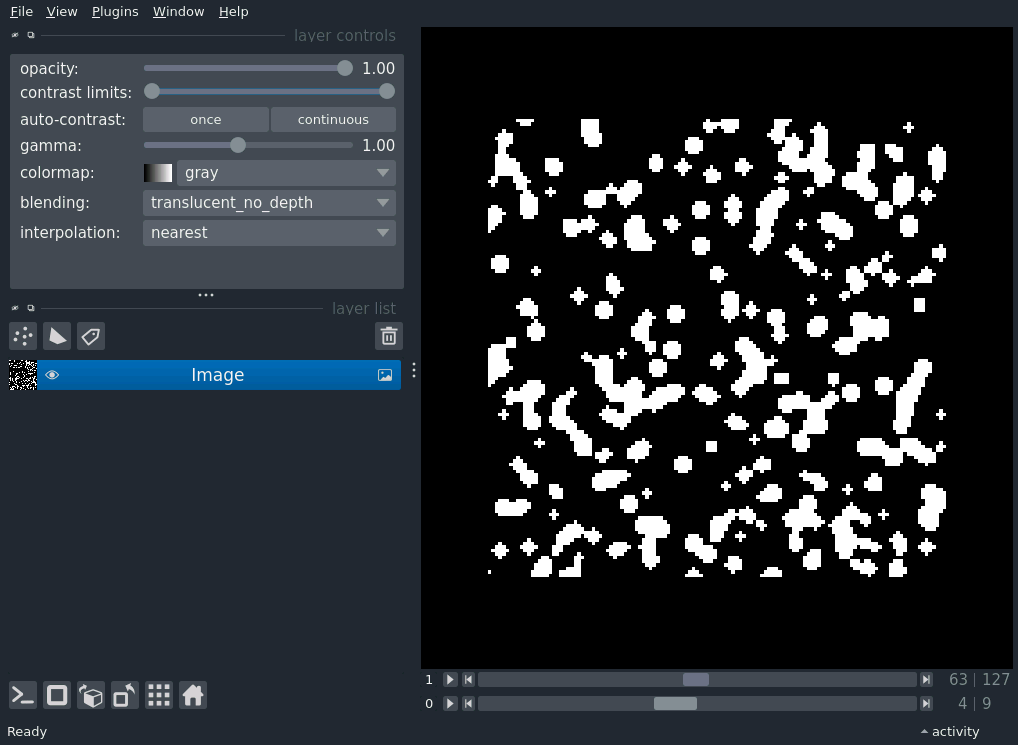 File View Plugins Window Help
layer controls
opacity: 1.00
contrast limits:
auto-contrast: once continuous
gamma: 1.00
colormap: gray
blending: translucent_no_depth
interpolation: nearest
layer list
Image
1 63 | 127
0 4 | 9
Ready activity